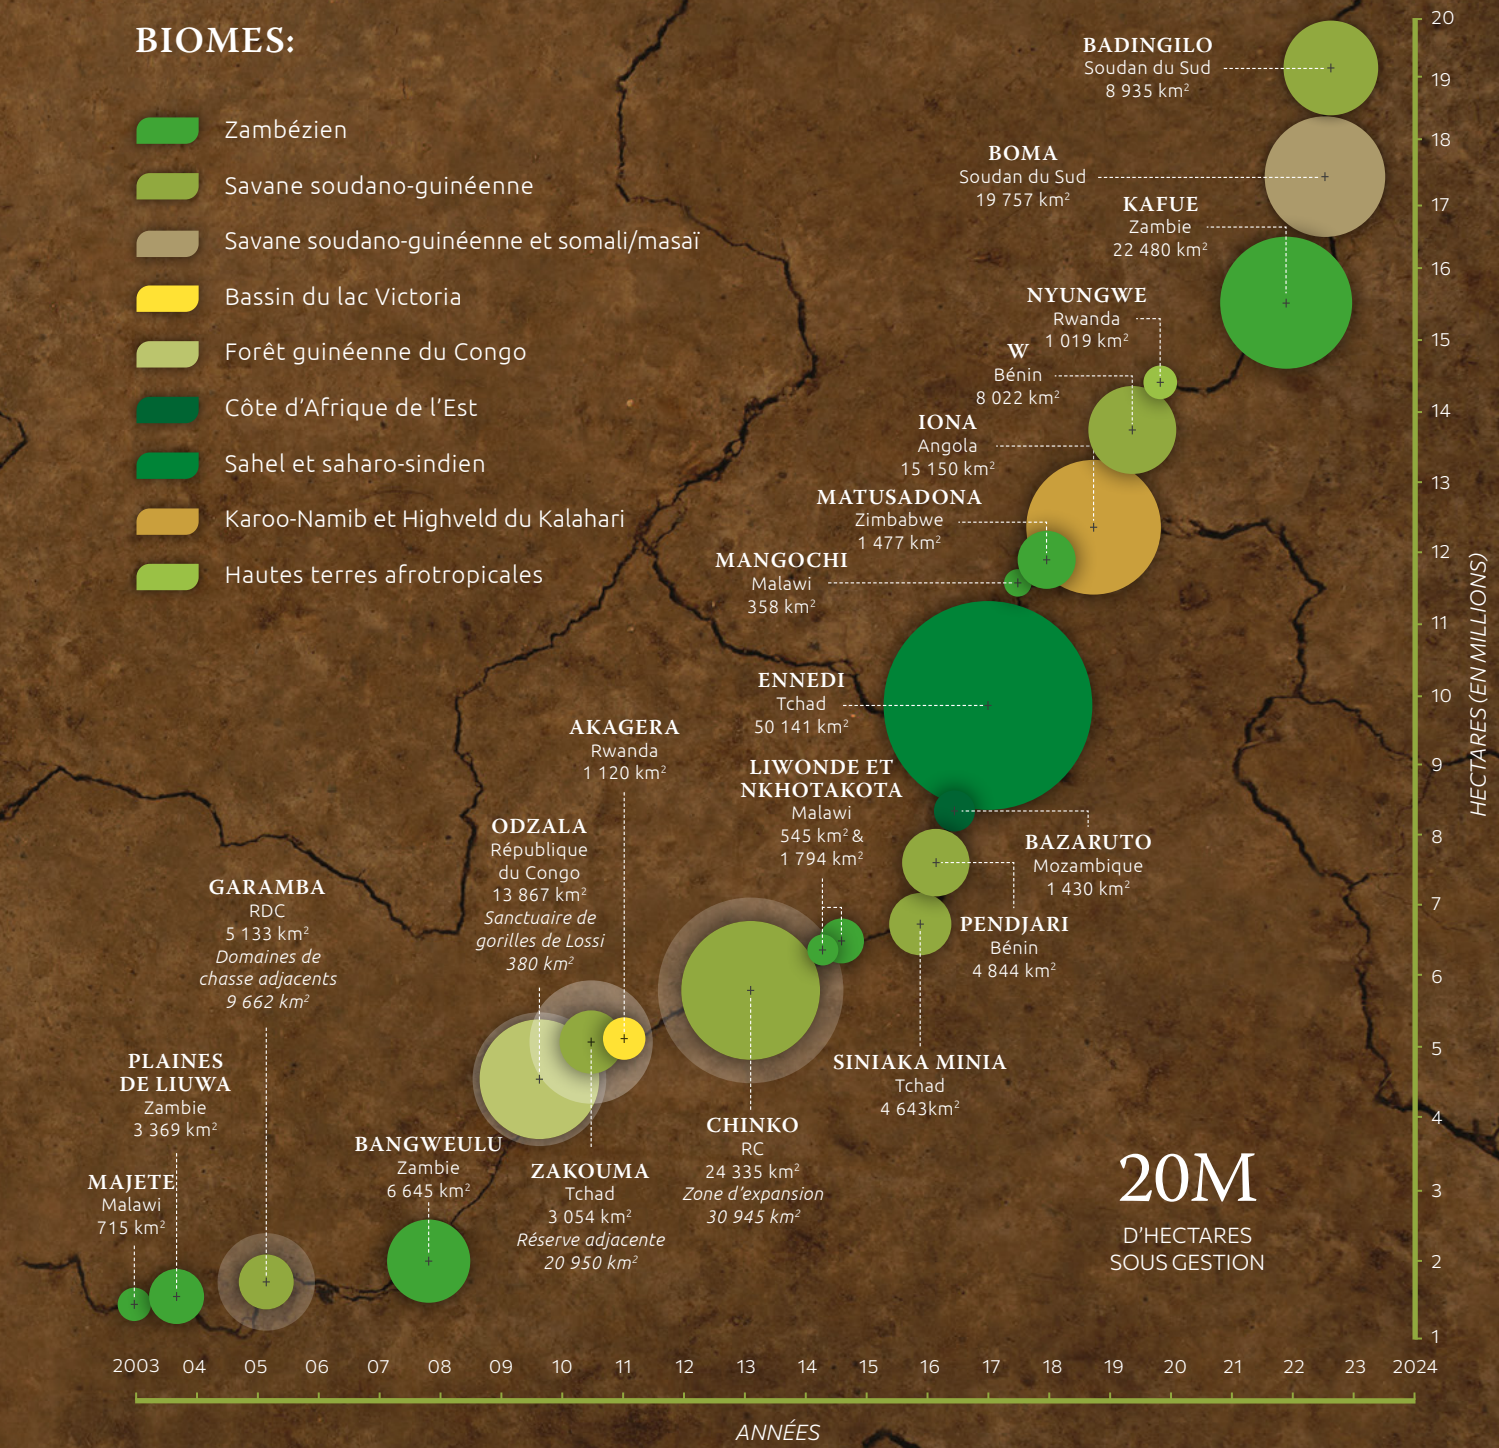 BIOMES:
Zambézien
Savane soudano-guinéenne
Savane soudano-guinéenne et somali/masaï
Bassin du lac Victoria
Forêt guinéenne du Congo
Côte d’Afrique de l’Est
Sahel et saharo-sindien
Karoo-Namib et Highveld du Kalahari
Hautes terres afrotropicales
BADINGILO
Soudan du Sud
8 935 km²
BOMA
Soudan du Sud
19 757 km²
KAFUE
Zambie
22 480 km²
NYUNGWE
Rwanda
1 019 km²
W
Bénin
8 022 km²
IONA
Angola
15 150 km²
MATUSADONA
Zimbabwe
1 477 km²
MANGOCHI
Malawi
358 km²
ENNEDI
Tchad
50 141 km²
LIWONDE ET
NKHOTAKOTA
Malawi
545 km² &
1 794 km²
BAZARUTO
Mozambique
1 430 km²
PENDJARI
Bénin
4 844 km²
SINIAKA MINIA
Tchad
4 643km²
AKAGERA
Rwanda
1 120 km²
ODZALA
République
du Congo
13 867 km²
Sanctuaire de
gorilles de Lossi
380 km²
GARAMBA
RDC
5 133 km²
Domaines de
chasse adjacents
9 662 km²
PLAINES
DE LIUWA
Zambie
3 369 km²
MAJETE
Malawi
715 km²
BANGWEULU
Zambie
6 645 km²
ZAKOUMA
Tchad
3 054 km²
Réserve adjacente
20 950 km²
CHINKO
RC
24 335 km²
Zone d’expansion
30 945 km²
20M
D’HECTARES
SOUS GESTION
20
19
18
17
16
15
14
13
12
11
10
9
8
7
6
5
4
3
2
1
HECTARES (EN MILLIONS)
2003 04 05 06 07 08 09 10 11 12 13 14 15 16 17 18 19 20 21 22 23 2024
ANNÉES